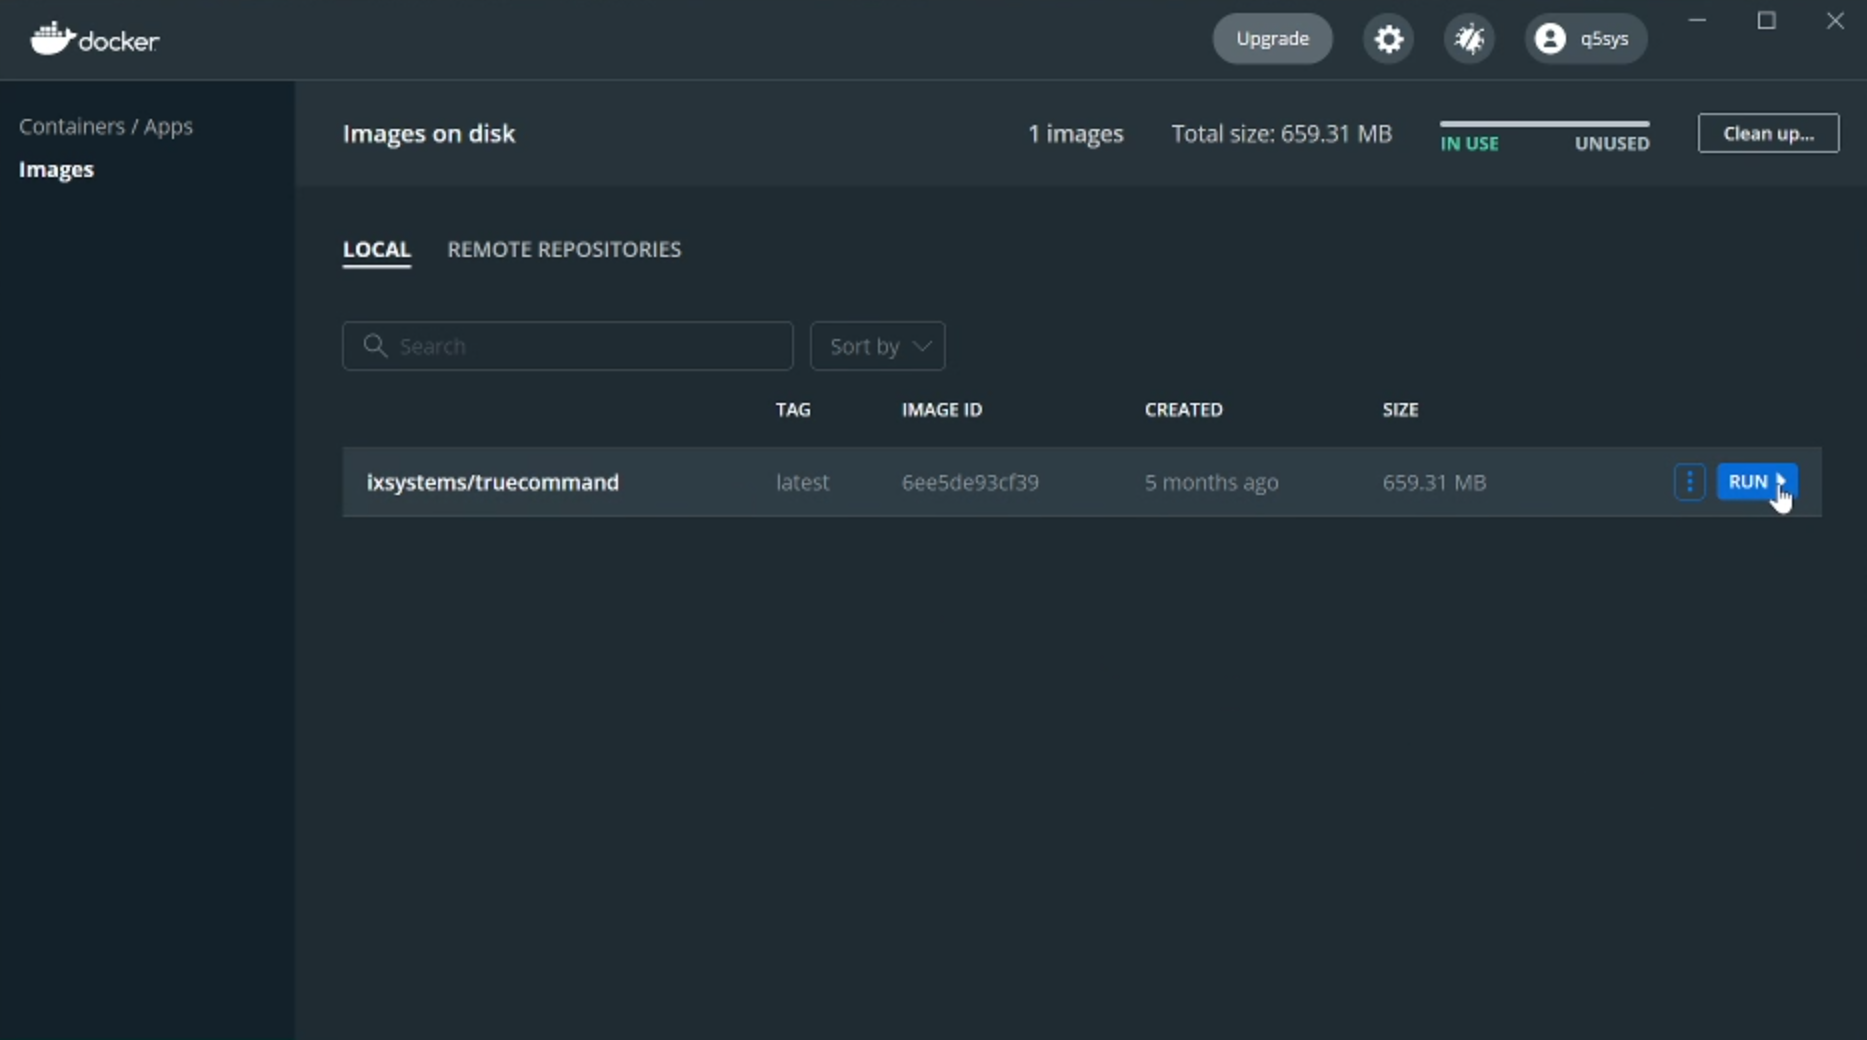 docker
Upgrade
q5sys
Containers / Apps
Images
Images on disk
1 images
Total size: 659.31 MB
IN USE
UNUSED
Clean up...
LOCAL
REMOTE REPOSITORIES
Search
Sort by
TAG
IMAGE ID
CREATED
SIZE
ixsystems/truecommand
latest
6ee5de93cf39
5 months ago
659.31 MB
RUN